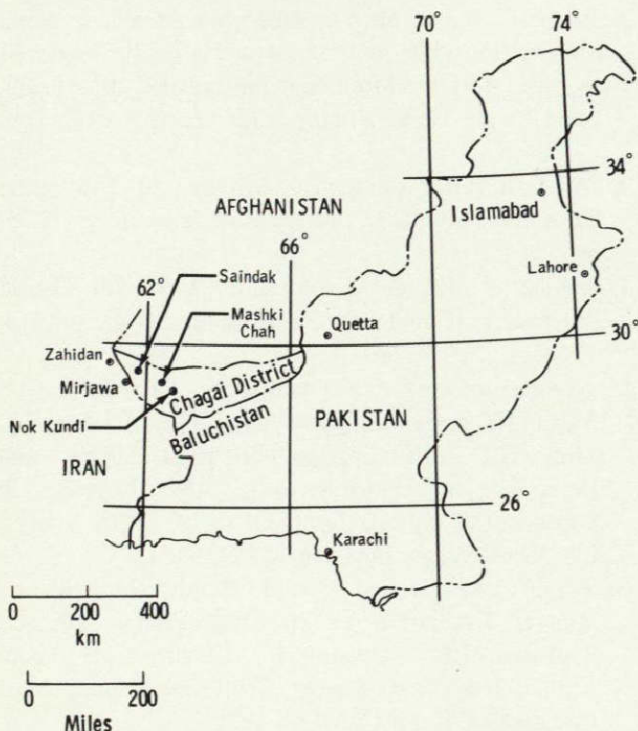 70°
74°
34°
AFGHANISTAN
Islamabad
66°
Saindak
Lahore
62°
Mashki
Chah
Quetta
30°
Zahidan
Mirjawa
Chagai District
Nok Kundi
Baluchistan
PAKISTAN
IRAN
26°
Karachi
0 200 400
km
0 200
Miles